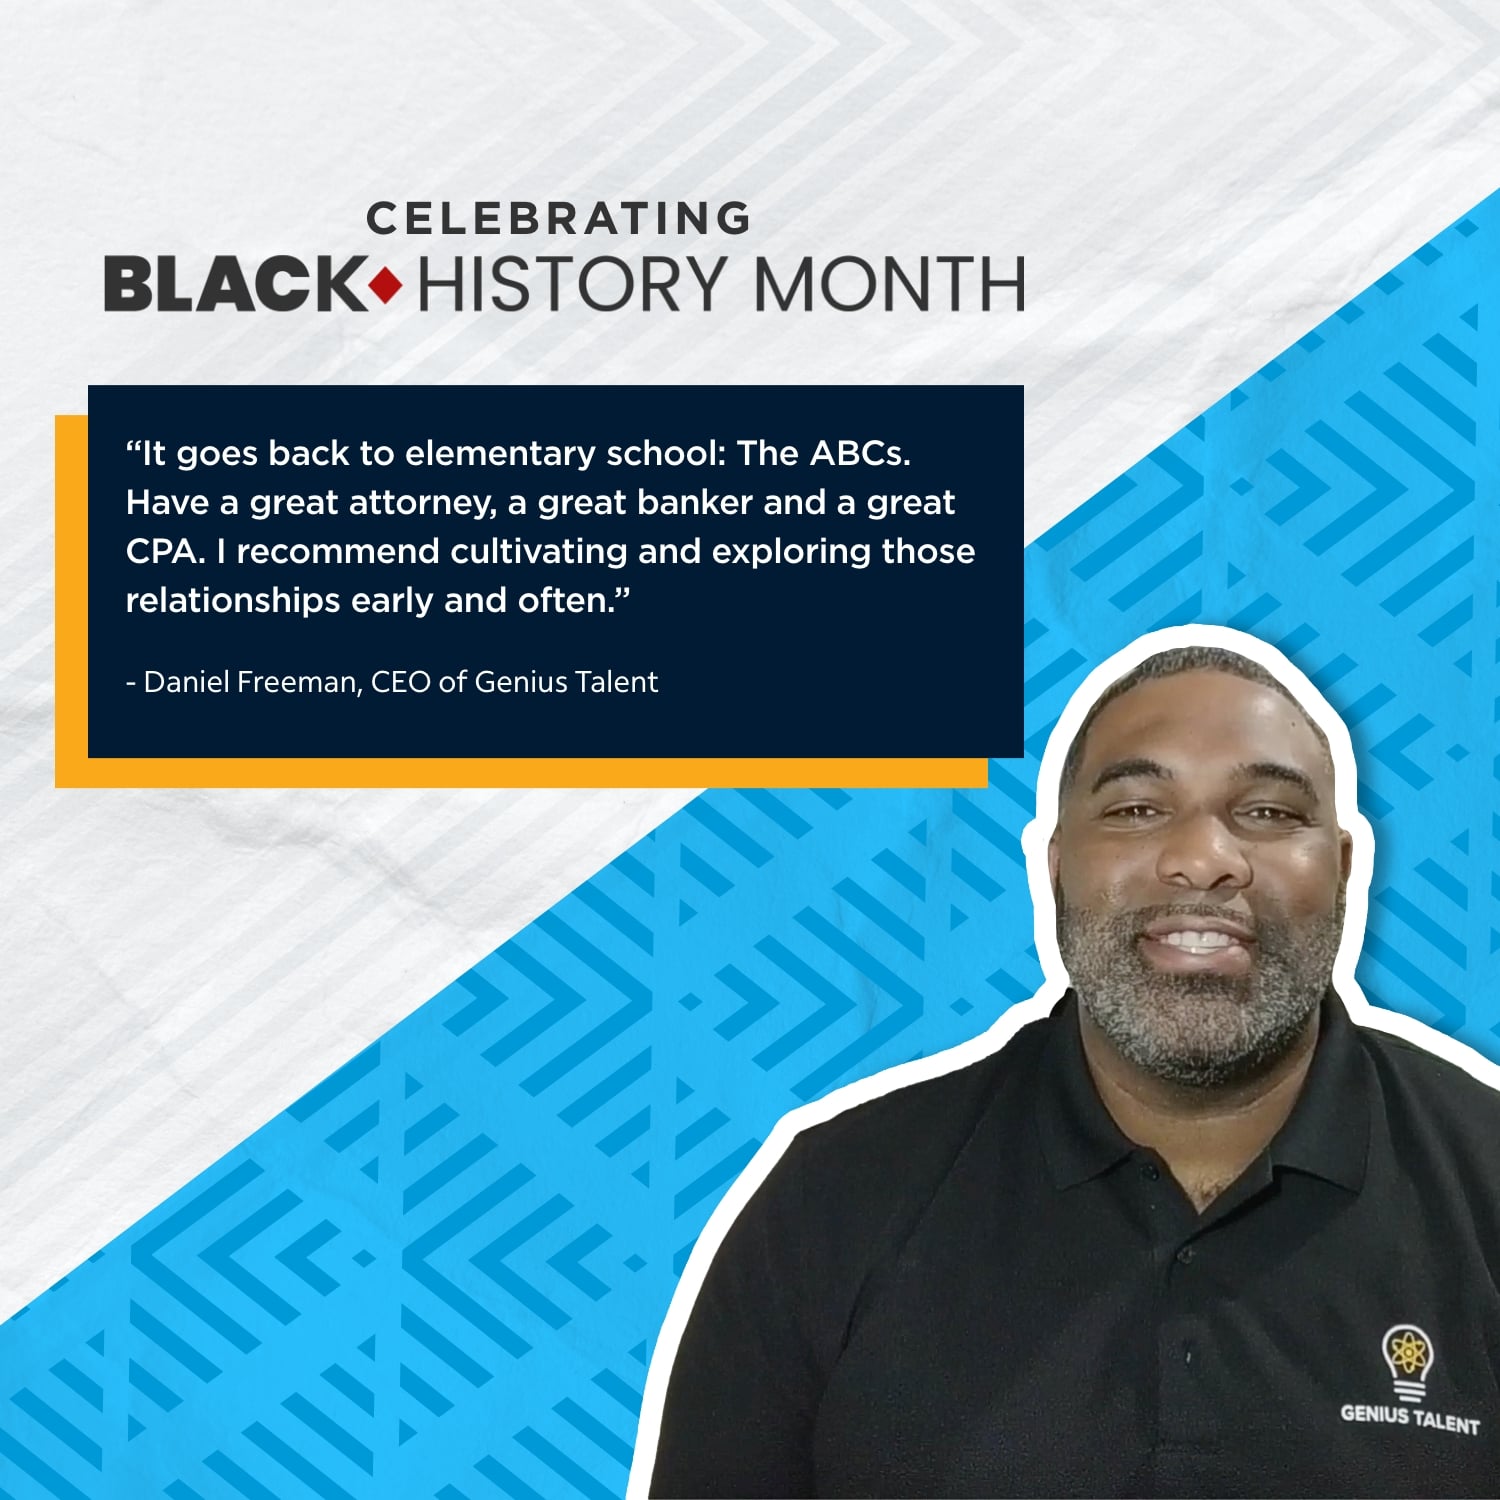 CELEBRATING
BLACK♦HISTORY MONTH
“It goes back to elementary school: The ABCs.
Have a great attorney, a great banker and a great
CPA. I recommend cultivating and exploring those
relationships early and often.”
- Daniel Freeman, CEO of Genius Talent
GENIUS TALENT